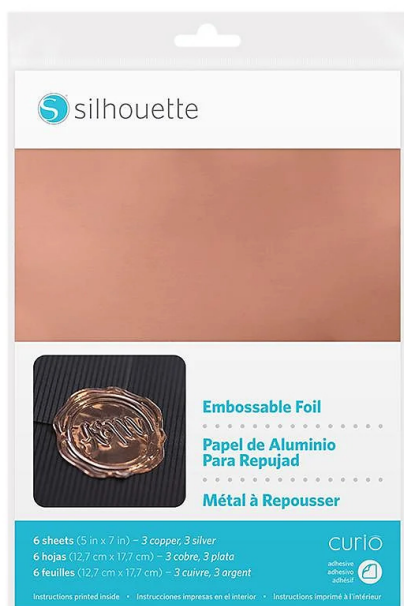 silhouette
Embossable Foil
Papel de Aluminio
Para Repujad
Métal à Repousser
6 sheets (5 in x 7 in) – 3 copper, 3 silver
6 hojas (12,7 cm x 17,7 cm) – 3 cobre, 3 plata
6 feuilles (12,7 cm x 17,7 cm) – 3 cuivre, 3 argent
curio
adhesive
adhesivo
adhésif
Instructions printed inside • Instrucciones impresas en el interior • Instructions imprimé à l'intérieur